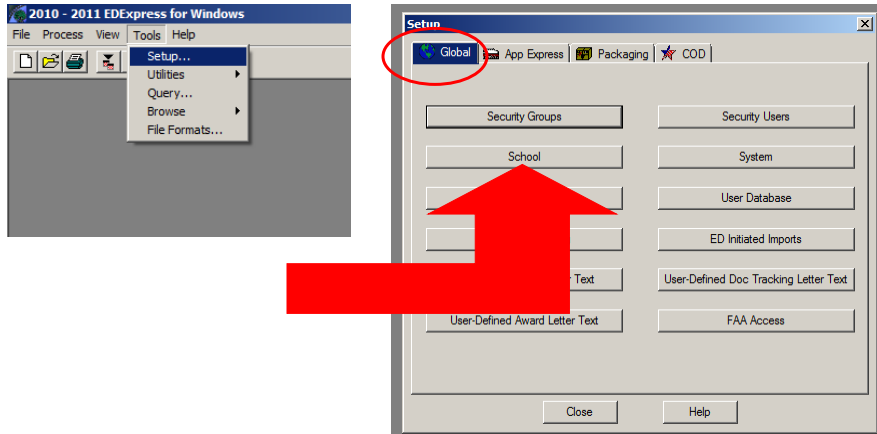 2010 - 2011 EDExpress for Windows
File Process View Tools Help
Setup...
Utilities
Query...
Browse
File Formats...
Setup
Global App Express Packaging COD
Security Groups Security Users
School System
User Database
ED Initiated Imports
Text User-Defined Doc Tracking Letter Text
User-Defined Award Letter Text FAA Access
Close Help